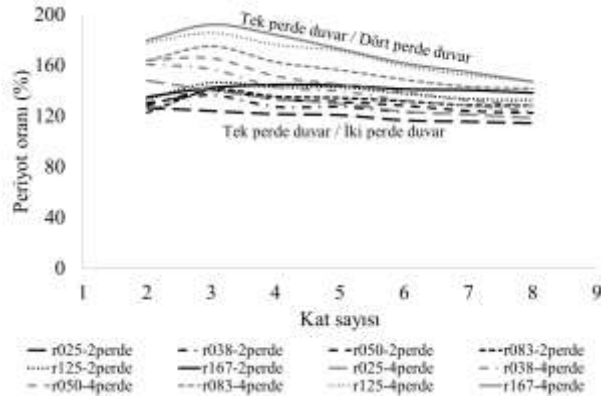 200
160
120
80
40
0
Periyot oranı (%)
Tek perde duvar / Dört perde duvar
Tek perde duvar / İki perde duvar
1 2 3 4 5 6 7 8 9
Kat sayısı
r025-2perde r038-2perde r050-2perde r083-2perde
r125-2perde r167-2perde r025-4perde r038-4perde
r050-4perde r083-4perde r125-4perde r167-4perde